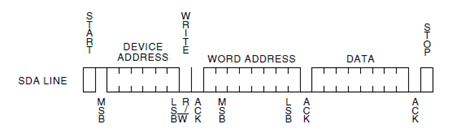 START
WRITE
STOP
DEVICE
ADDRESS
WORD ADDRESS
DATA
SDA LINE
MSB
LSB
R/W
ACK
MSB
LSB
ACK
ACK